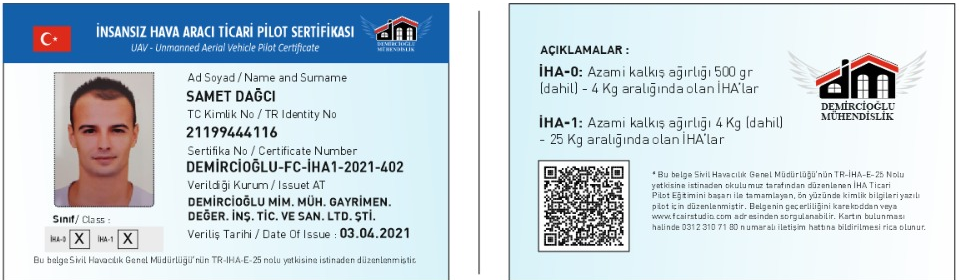 İNSANSIZ HAVA ARACI TİCARİ PİLOT SERTİFİKASI
UAV - Unmanned Aerial Vehicle Pilot Certificate
DEMİRCİOĞLU
MÜHENDİSLİK
Ad Soyad / Name and Surname
SAMET DAĞCI
TC Kimlik No / TR Identity No
21199444116
Sertifika No / Certificate Number
DEMİRCİOĞLU-FC-İHA1-2021-402
Verildiği Kurum / Issuet AT
DEMİRCİOĞLU MİM. MÜH. GAYRİMEN.
DEĞER. İNŞ. TİC. VE SAN. LTD. ŞTİ.
Veriliş Tarihi / Date Of Issue : 03.04.2021
Sınıf/ Class :
İHA-0 X İHA-1 X
Bu belge Sivil Havacılık Genel Müdürlüğü'nün TR-IHA-E-25 nolu yetkisine istinaden düzenlenmiştir.
AÇIKLAMALAR :
İHA-0: Azami kalkış ağırlığı 500 gr
(dahil) - 4 Kg aralığında olan İHA'lar
İHA-1: Azami kalkış ağırlığı 4 Kg (dahil)
- 25 Kg aralığında olan İHA'lar
DEMİRCİOĞLU
MÜHENDİSLİK
* Bu belge Sivil Havacılık Genel Müdürlüğü'nün TR-İHA-E-25 Nolu
yetkisine istinaden okulumuz tarafından düzenlenen İHA Ticari
Pilot Eğitimini başarı ile tamamlayan, ön yüzünde kimlik bilgileri yazılı
pilot için düzenlenmiştir. Belgenin geçerliliğini karekoddan veya
www.fcairstudio.com adresinden sorgulanabilir. Kartın bulunması
halinde 0312 310 71 80 numaralı iletişim hattına bildirilmesi rica olunur.